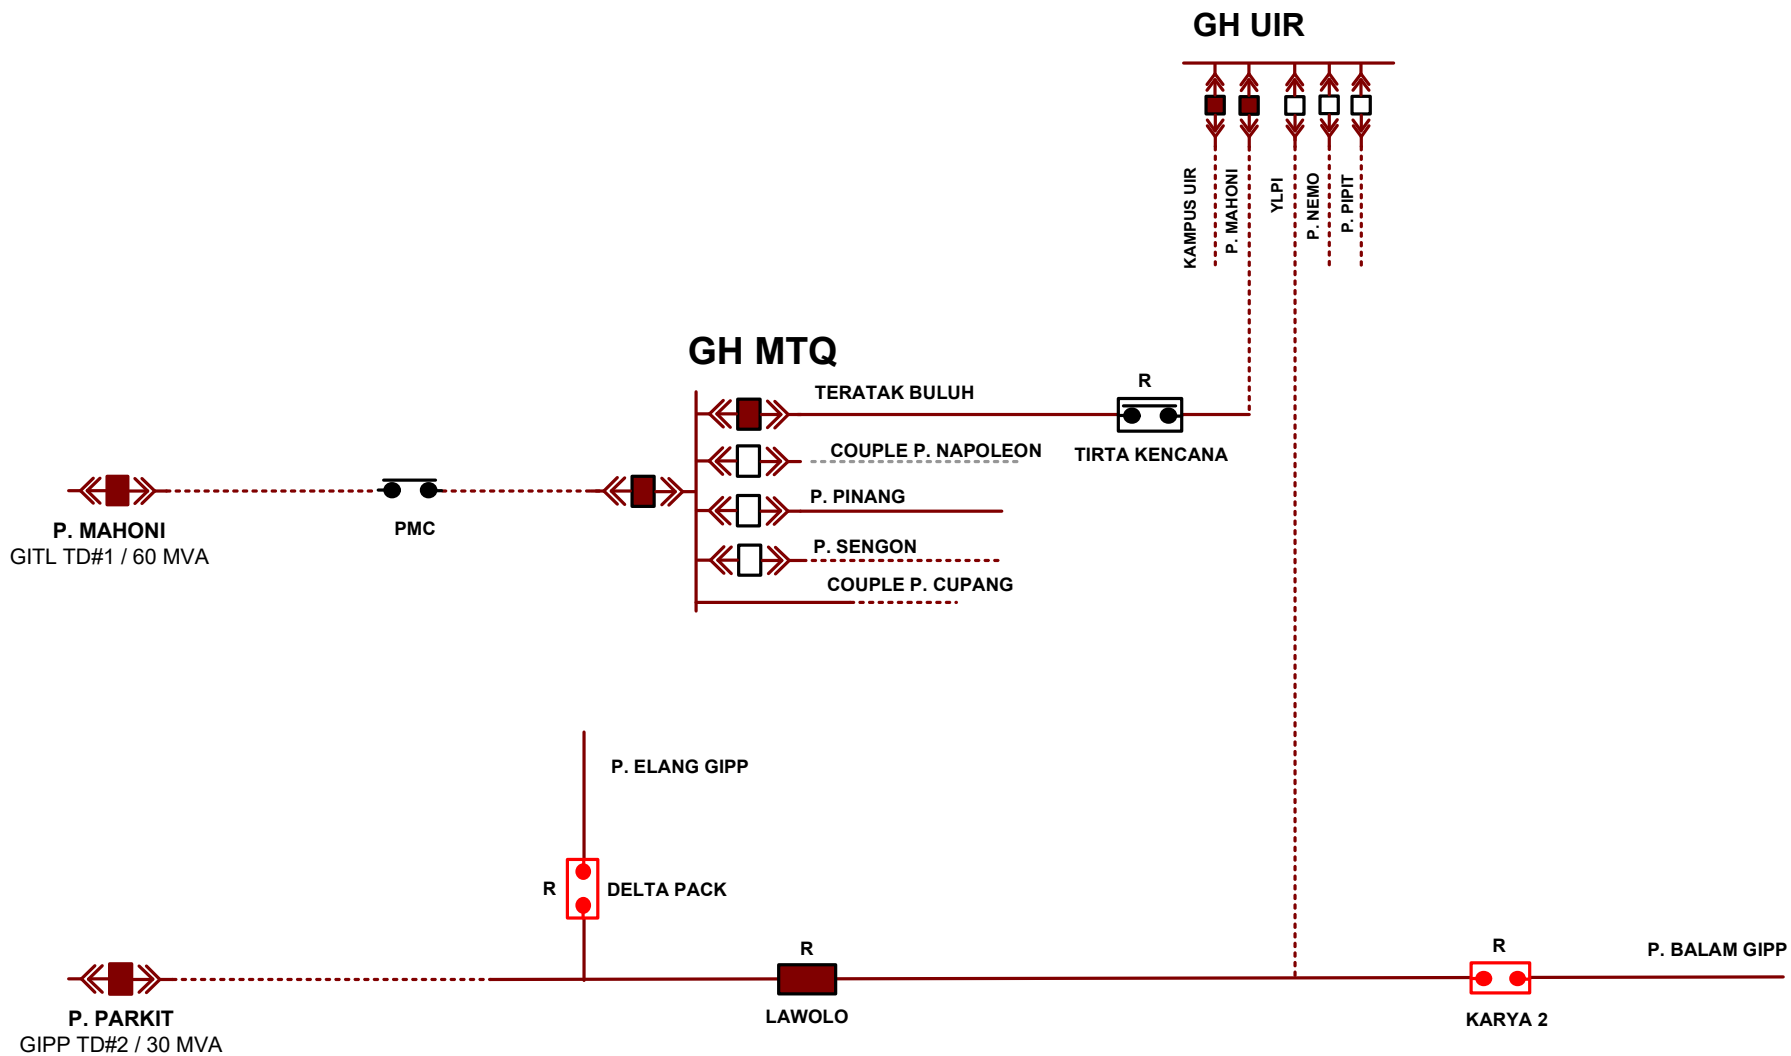 GH UIR
KAMPUS UIR
P. MAHONI
YLPI
P. NEMO
P. PIPIT
GH MTQ
TERATAK BULUH
R
COUPLE P. NAPOLEON
TIRTA KENCANA
P. PINANG
P. MAHONI
GITL TD#1 / 60 MVA
PMC
P. SENGON
COUPLE P. CUPANG
P. ELANG GIPP
R
DELTA PACK
R
R
P. BALAM GIPP
P. PARKIT
GIPP TD#2 / 30 MVA
LAWOLO
KARYA 2